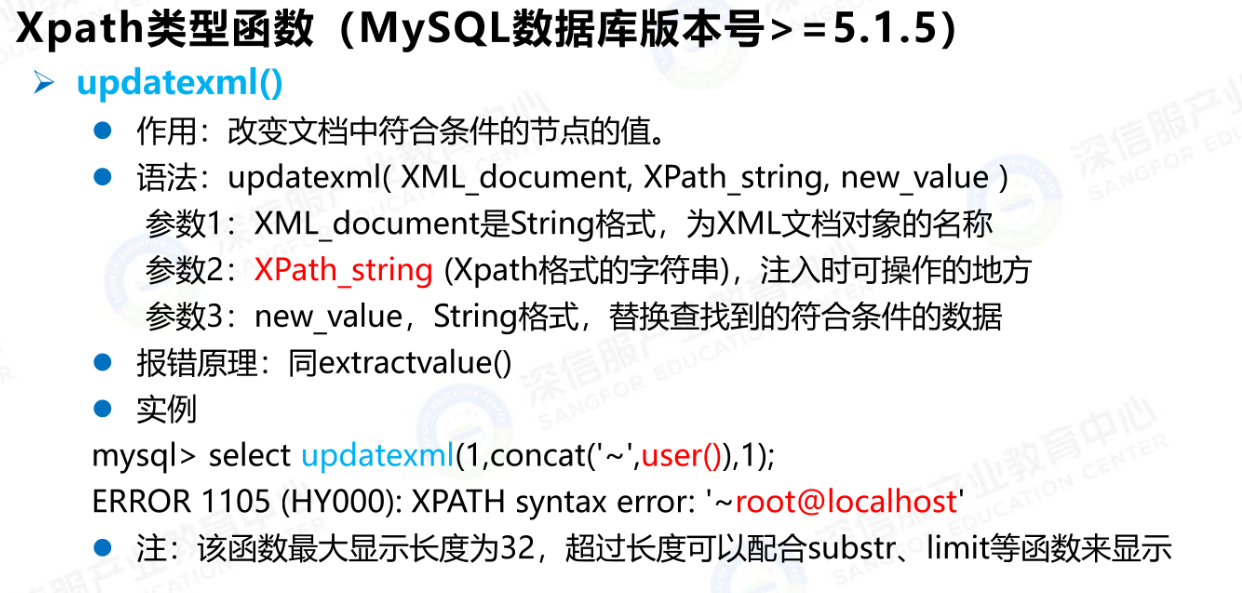 Xpath类型函数（MySQL数据库版本号>=5.1.5）
➢ updatexml()
● 作用：改变文档中符合条件的节点的值。
● 语法：updatexml( XML_document, XPath_string, new_value )
参数1：XML_document是String格式，为XML文档对象的名称
参数2：XPath_string (Xpath格式的字符串)，注入时可操作的地方
参数3：new_value，String格式，替换查找到的符合条件的数据
● 报错原理：同extractvalue()
● 实例
mysql> select updatexml(1,concat('~',user()),1);
ERROR 1105 (HY000): XPATH syntax error: '~root@localhost'
● 注：该函数最大显示长度为32，超过长度可以配合substr、limit等函数来显示
深信服产业教育中心
SANGFOR EDUCATION CENTER